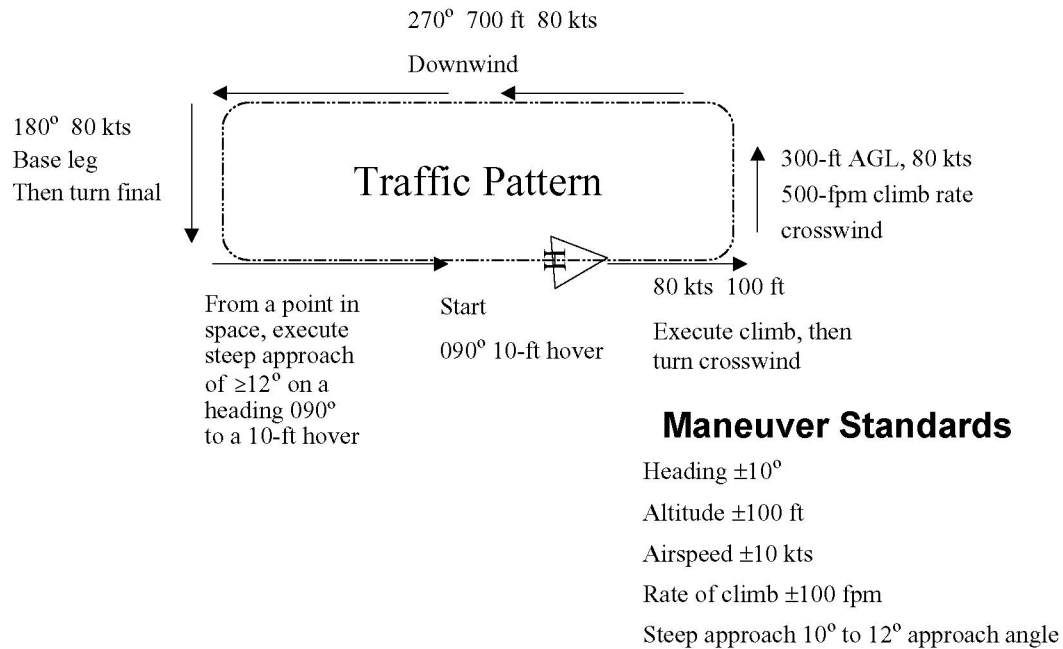 270° 700 ft 80 kts
Downwind
180° 80 kts
Base leg
Then turn final
Traffic Pattern
300-ft AGL, 80 kts
500-fpm climb rate
crosswind
H
80 kts 100 ft
Execute climb, then
turn crosswind
Start
090° 10-ft hover
From a point in
space, execute
steep approach
of ≥12° on a
heading 090°
to a 10-ft hover
Maneuver Standards
Heading ±10°
Altitude ±100 ft
Airspeed ±10 kts
Rate of climb ±100 fpm
Steep approach 10° to 12° approach angle